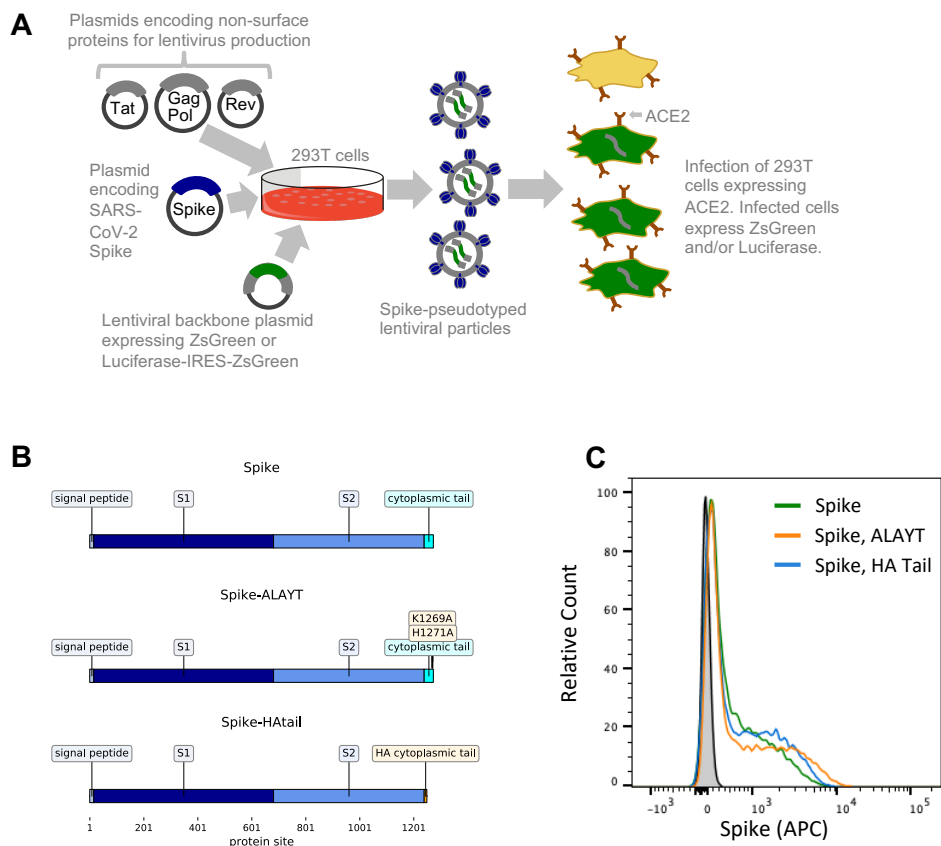 A
Plasmids encoding non-surface
proteins for lentivirus production
Tat
Gag
Pol
Rev
293T cells
Plasmid
encoding
SARS-
CoV-2
Spike
Spike
Lentiviral backbone plasmid
expressing ZsGreen or
Luciferase-IRES-ZsGreen
Spike-pseudotyped
lentiviral particles
ACE2
Infection of 293T
cells expressing
ACE2. Infected cells
express ZsGreen
and/or Luciferase.
B
Spike
signal peptide S1 S2 cytoplasmic tail
Spike-ALAYT
K1269A
H1271A
signal peptide S1 S2 cytoplasmic tail
Spike-HAtail
signal peptide S1 S2 HA cytoplasmic tail
1 201 401 601 801 1001 1201
protein site
C
Spike
Spike, ALAYT
Spike, HA Tail
Relative Count
100
80
60
40
20
0
-10³ 0 10³ 10⁴ 10⁵
Spike (APC)